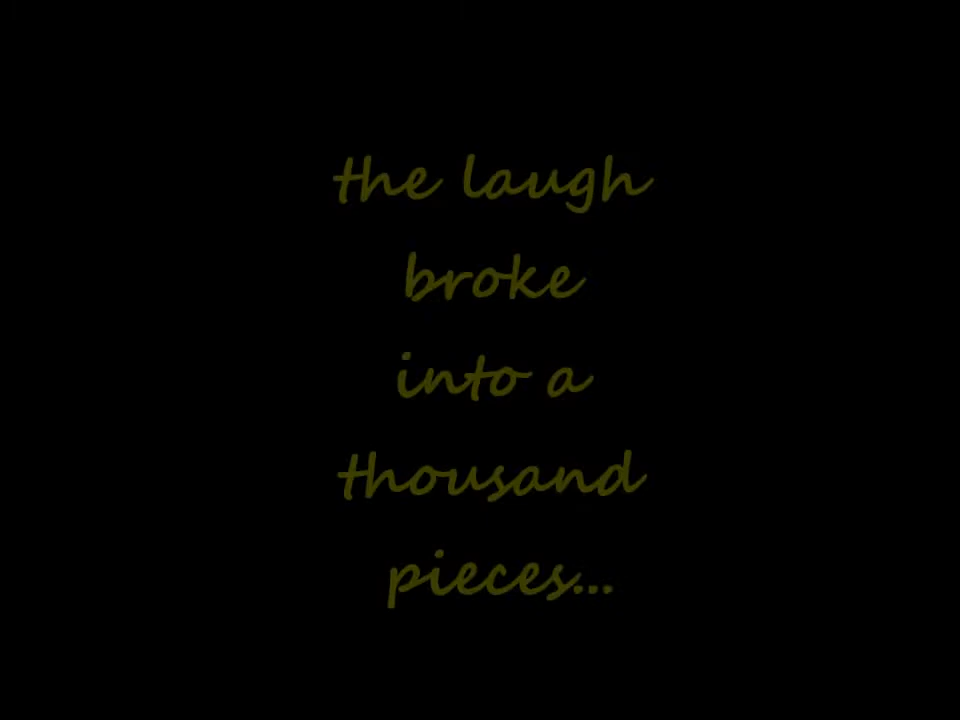 the laugh
broke
into a
thousand
pieces...